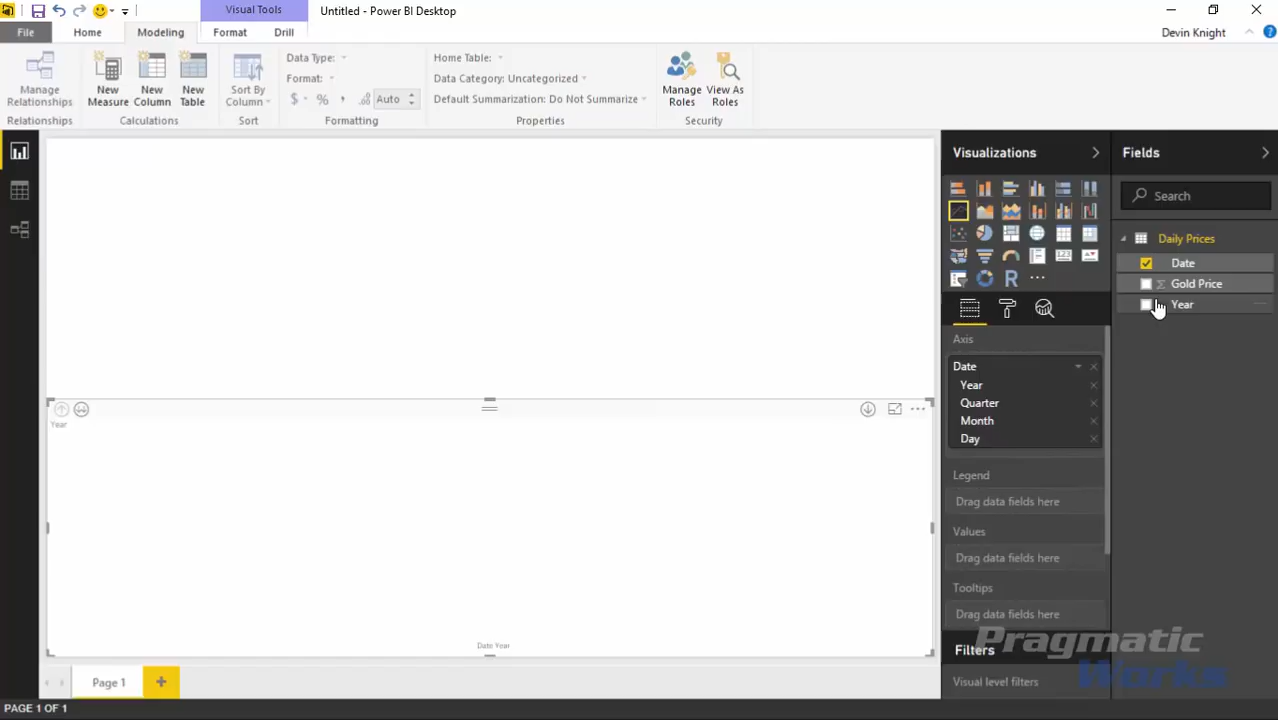 Visual Tools
Untitled - Power BI Desktop
File
Home
Modeling
Format
Drill
Devin Knight
Manage
Relationships
Relationships
New
Measure
New
Column
New
Table
Calculations
Sort By
Column
Sort
Data Type:
Format:
$ % , .00 Auto
Formatting
Home Table:
Data Category: Uncategorized
Default Summarization: Do Not Summarize
Properties
Manage
Roles
View As
Roles
Security
Year
Date Year
Visualizations
R
Axis
Date
Year
Quarter
Month
Day
Legend
Drag data fields here
Values
Drag data fields here
Tooltips
Drag data fields here
Filters
Visual level filters
Fields
Search
Daily Prices
Date
Σ Gold Price
Year
Pragmatic
Works
Page 1
PAGE 1 OF 1